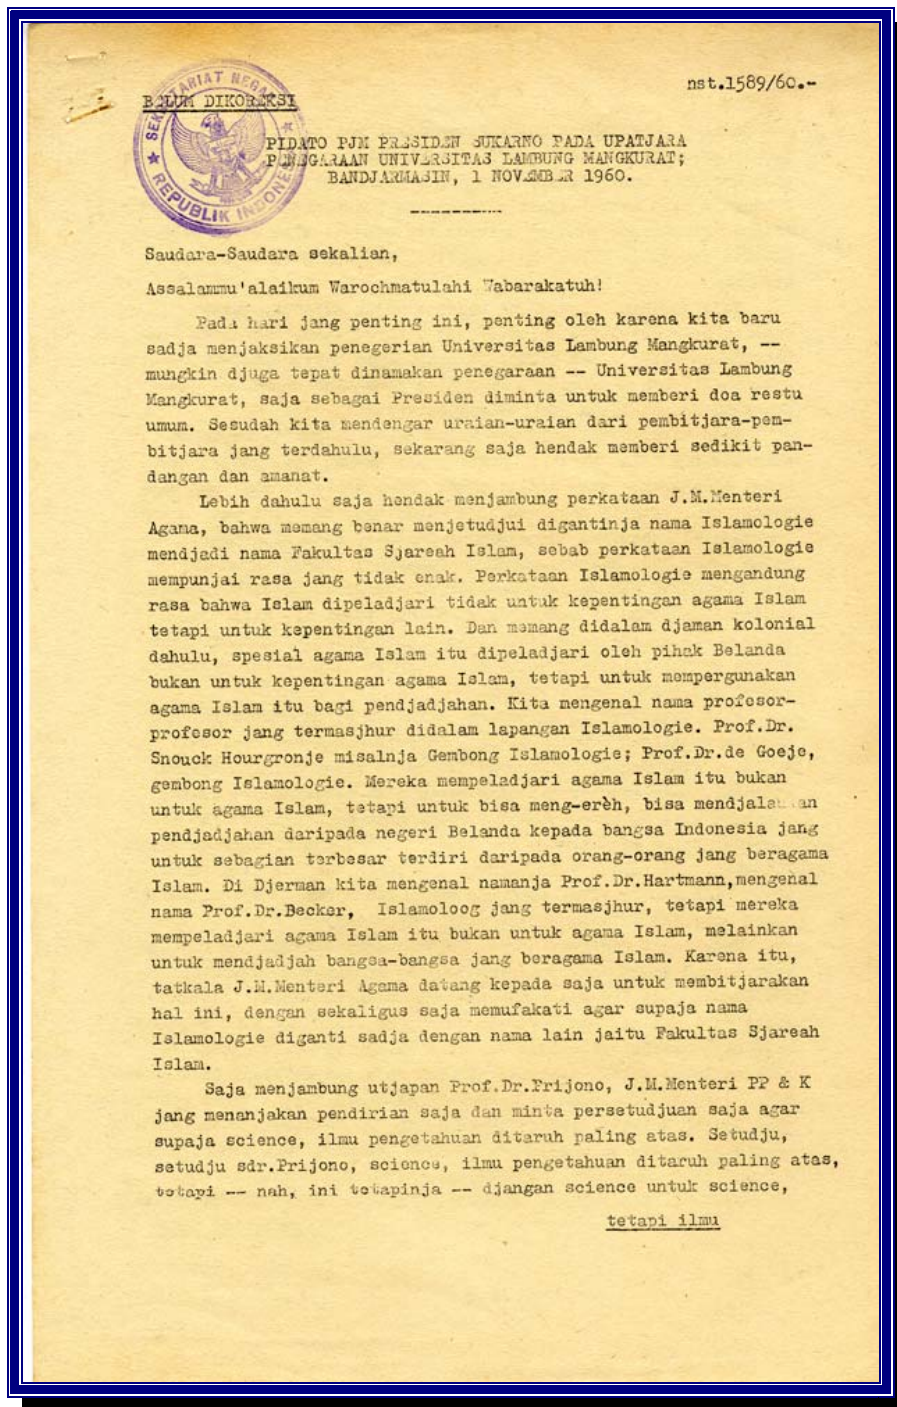 nst.1589/60.-
SEKRETARIAT NEGARA
REPUBLIK INDONESIA
BELUM DIKOREKSI
PIDATO PJM PRESIDEN SUKARNO PADA UPATJARA
PENEGARAAN UNIVERSITAS LAMBUNG MANGKURAT;
BANDJARMASIN, 1 NOVEMBER 1960.
Saudara-Saudara sekalian,
Assalammu'alaikum Warochmatulahi Wabarakatuh!
Pada hari jang penting ini, penting oleh karena kita baru
sadja menjaksikan penegerian Universitas Lambung Mangkurat, --
mungkin djuga tepat dinamakan penegaraan -- Universitas Lambung
Mangkurat, saja sebagai Presiden diminta untuk memberi doa restu
umum. Sesudah kita mendengar uraian-uraian dari pembitjara-pem-
bitjara jang terdahulu, sekarang saja hendak memberi sedikit pan-
dangan dan amanat.
Lebih dahulu saja hendak menjambung perkataan J.M.Menteri
Agama, bahwa memang benar menjetudjui digantinja nama Islamologie
mendjadi nama Fakultas Sjareah Islam, sebab perkataan Islamologie
mempunjai rasa jang tidak enak. Perkataan Islamologie mengandung
rasa bahwa Islam dipeladjari tidak untuk kepentingan agama Islam
tetapi untuk kepentingan lain. Dan memang didalam djaman kolonial
dahulu, spesial agama Islam itu dipeladjari oleh pihak Belanda
bukan untuk kepentingan agama Islam, tetapi untuk mempergunakan
agama Islam itu bagi pendjadjahan. Kita mengenal nama profesor-
profesor jang termasjhur didalam lapangan Islamologie. Prof.Dr.
Snouck Hourgronje misalnja Gembong Islamologie; Prof.Dr.de Goeje,
gembong Islamologie. Mereka mempeladjari agama Islam itu bukan
untuk agama Islam, tetapi untuk bisa meng-erèh, bisa mendjalankan
pendjadjahan daripada negeri Belanda kepada bangsa Indonesia jang
untuk sebagian terbesar terdiri daripada orang-orang jang beragama
Islam. Di Djerman kita mengenal namanja Prof.Dr.Hartmann,mengenal
nama Prof.Dr.Becker, Islamoloog jang termasjhur, tetapi mereka
mempeladjari agama Islam itu bukan untuk agama Islam, melainkan
untuk mendjadjah bangsa-bangsa jang beragama Islam. Karena itu,
tatkala J.M.Menteri Agama datang kepada saja untuk membitjarakan
hal ini, dengan sekaligus saja memufakati agar supaja nama
Islamologie diganti sadja dengan nama lain jaitu Fakultas Sjareah
Islam.
Saja menjambung utjapan Prof.Dr.Prijono, J.M.Menteri PP & K
jang menanjakan pendirian saja dan minta persetudjuan saja agar
supaja science, ilmu pengetahuan ditaruh paling atas. Setudju,
setudju sdr.Prijono, science, ilmu pengetahuan ditaruh paling atas,
tetapi -- nah, ini tetapinja -- djangan science untuk science,
tetapi ilmu